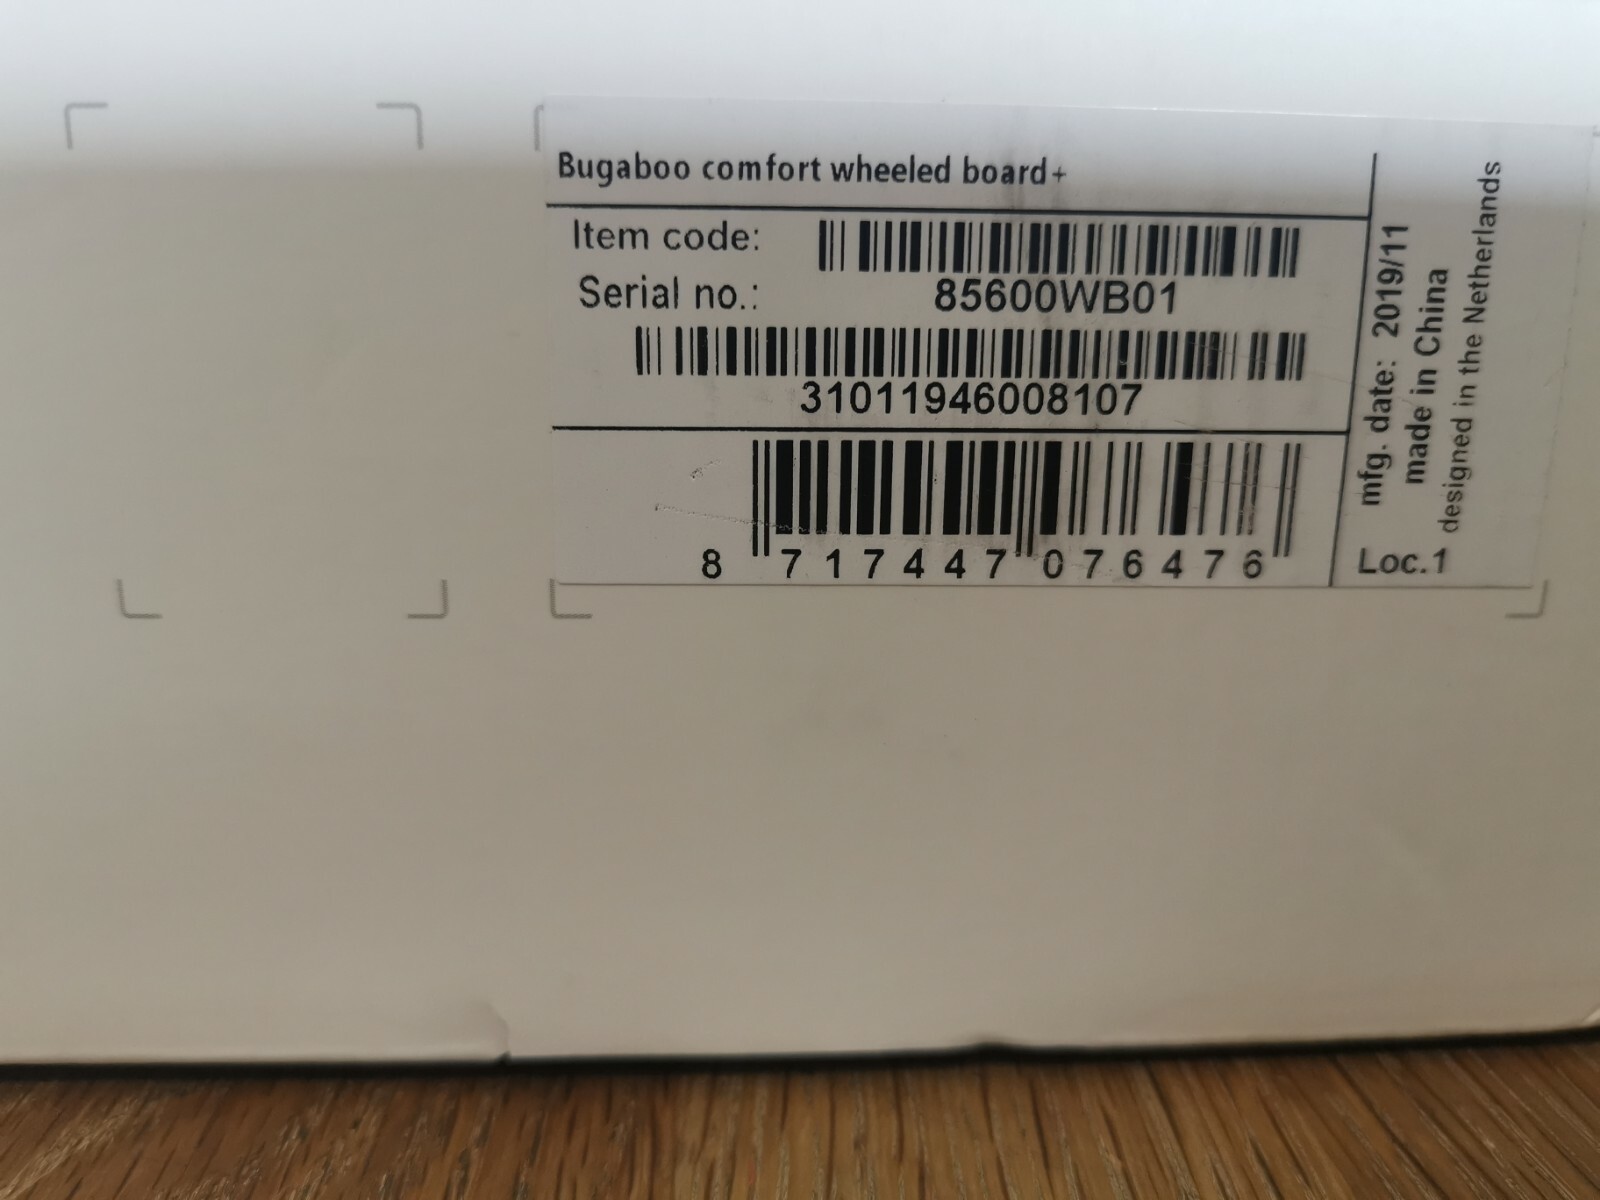 Bugaboo comfort wheeled board+
Item code:
85600WB01
Serial no.:
31011946008107
8 717447 076476
mfg. date: 2019/11
made in China
designed in the Netherlands
Loc.1